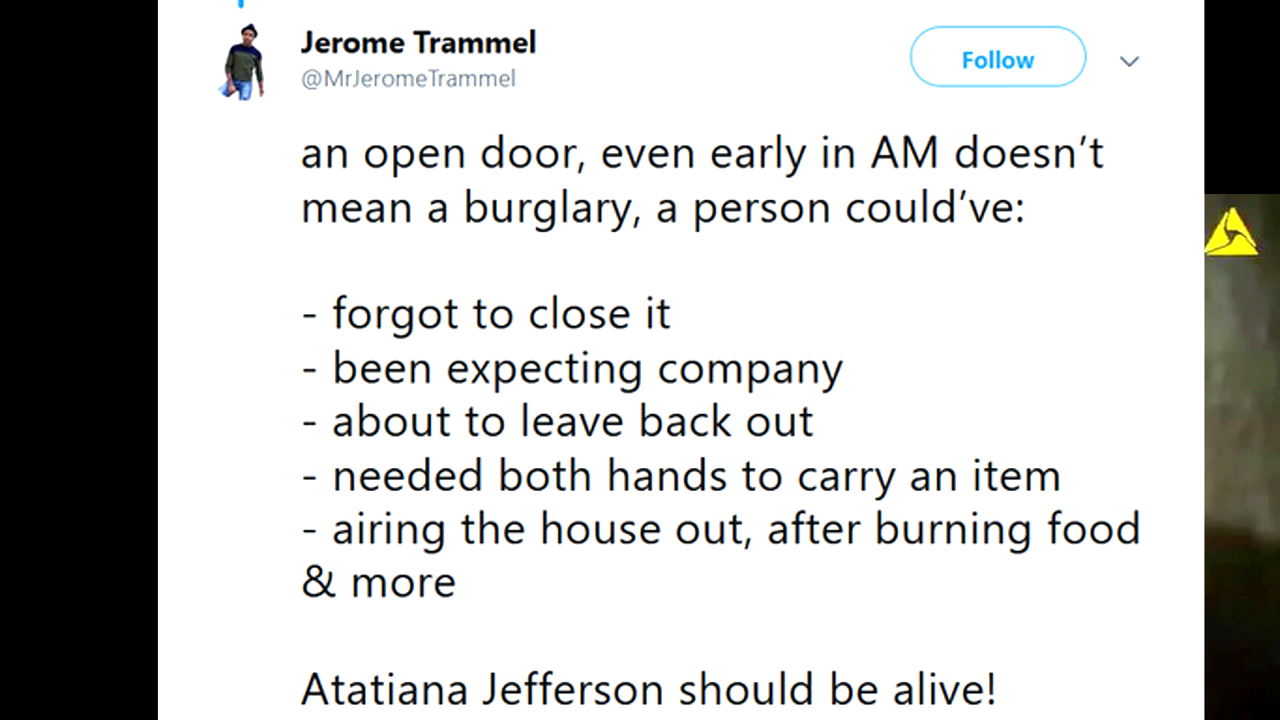 Jerome Trammel
@MrJeromeTrammel
Follow
an open door, even early in AM doesn’t
mean a burglary, a person could’ve:
- forgot to close it
- been expecting company
- about to leave back out
- needed both hands to carry an item
- airing the house out, after burning food
& more
Atatiana Jefferson should be alive!